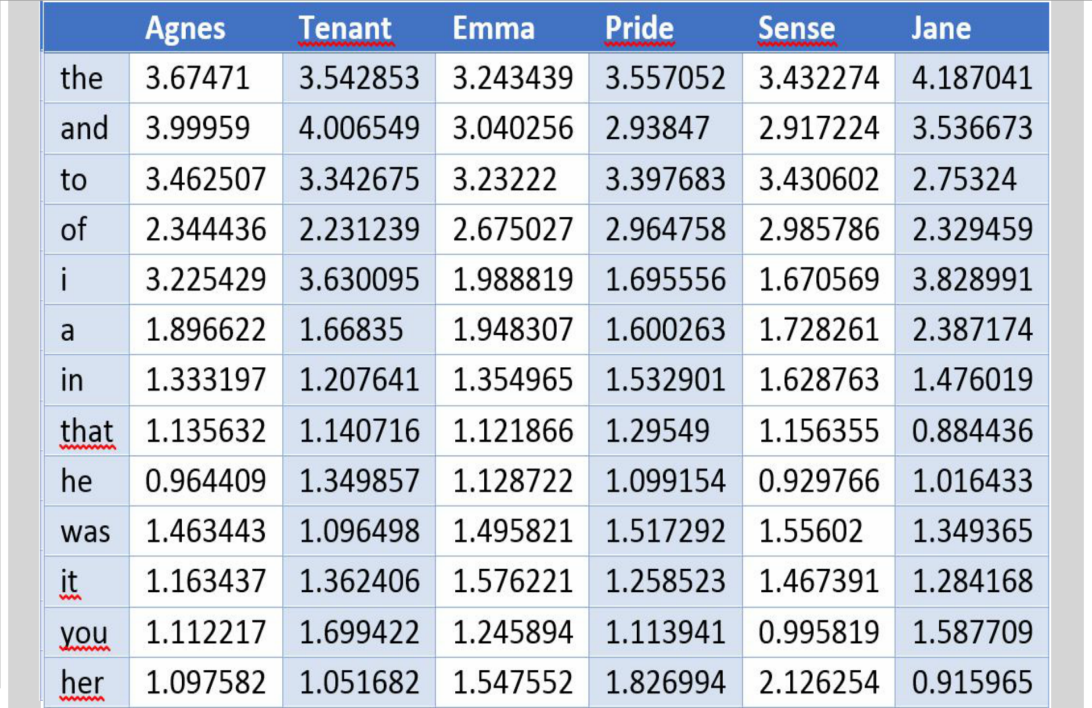 Agnes Tenant Emma Pride Sense Jane
the 3.67471 3.542853 3.243439 3.557052 3.432274 4.187041
and 3.99959 4.006549 3.040256 2.93847 2.917224 3.536673
to 3.462507 3.342675 3.23222 3.397683 3.430602 2.75324
of 2.344436 2.231239 2.675027 2.964758 2.985786 2.329459
i 3.225429 3.630095 1.988819 1.695556 1.670569 3.828991
a 1.896622 1.66835 1.948307 1.600263 1.728261 2.387174
in 1.333197 1.207641 1.354965 1.532901 1.628763 1.476019
that 1.135632 1.140716 1.121866 1.29549 1.156355 0.884436
he 0.964409 1.349857 1.128722 1.099154 0.929766 1.016433
was 1.463443 1.096498 1.495821 1.517292 1.55602 1.349365
it 1.163437 1.362406 1.576221 1.258523 1.467391 1.284168
you 1.112217 1.699422 1.245894 1.113941 0.995819 1.587709
her 1.097582 1.051682 1.547552 1.826994 2.126254 0.915965